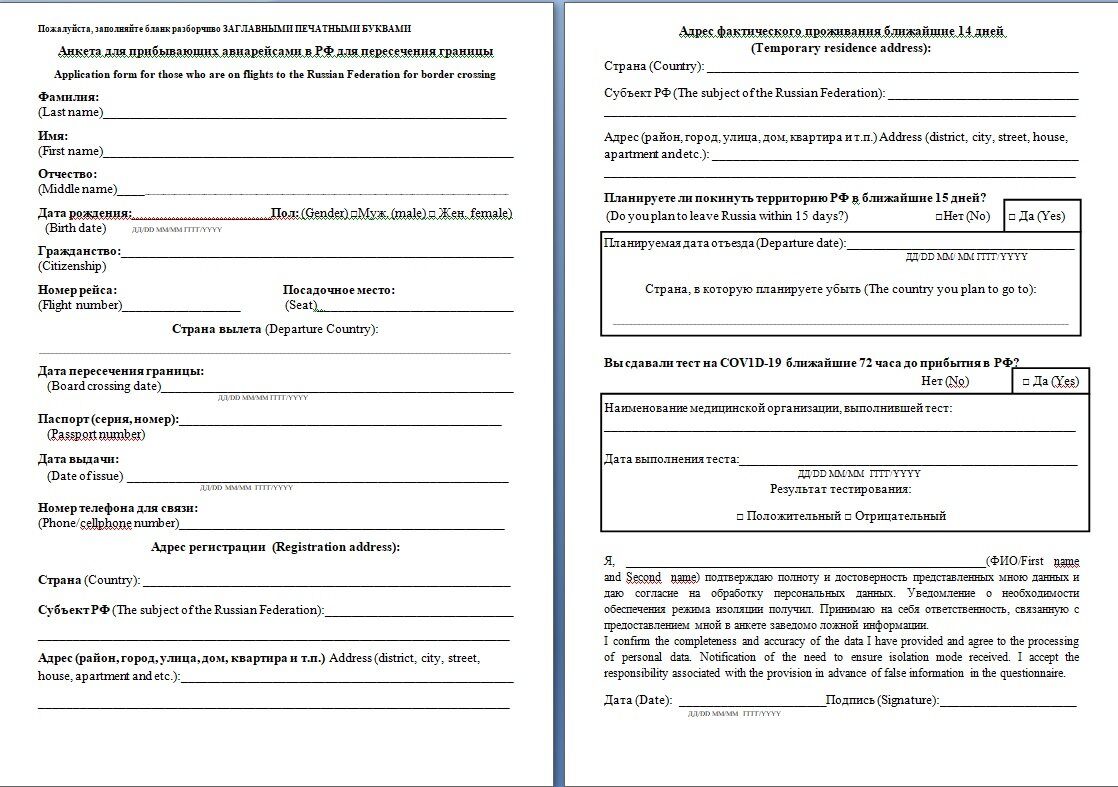 Пожалуйста, заполняйте бланк разборчиво ЗАГЛАВНЫМИ ПЕЧАТНЫМИ БУКВАМИ
Анкета для прибывающих авиарейсами в РФ для пересечения границы
Application form for those who are on flights to the Russian Federation for border crossing
Фамилия:
(Last name)
Имя:
(First name)
Отчество:
(Middle name)
Дата рождения: Пол: (Gender) □Муж. (male) □ Жен. female)
(Birth date) ДД/DD ММ/MM ГГГГ/YYYY
Гражданство:
(Citizenship)
Номер рейса: Посадочное место:
(Flight number) (Seat)
Страна вылета (Departure Country):
Дата пересечения границы:
(Board crossing date)
ДД/DD ММ/MM ГГГГ/YYYY
Паспорт (серия, номер):
(Passport number)
Дата выдачи:
(Date of issue)
ДД/DD ММ/MM ГГГГ/YYYY
Номер телефона для связи:
(Phone/cellphone number)
Адрес регистрации (Registration address):
Страна (Country):
Субъект РФ (The subject of the Russian Federation):
Адрес (район, город, улица, дом, квартира и т.п.) Address (district, city, street,
house, apartment and etc.):
Адрес фактического проживания ближайшие 14 дней
(Temporary residence address):
Страна (Country):
Субъект РФ (The subject of the Russian Federation):
Адрес (район, город, улица, дом, квартира и т.п.) Address (district, city, street, house,
apartment and etc.):
Планируете ли покинуть территорию РФ в ближайшие 15 дней?
(Do you plan to leave Russia within 15 days?) □Нет (No) □ Да (Yes)
Планируемая дата отъезда (Departure date):
ДД/DD ММ/ MM ГГГГ/YYYY
Страна, в которую планируете убыть (The country you plan to go to):
Вы сдавали тест на COV1D-19 ближайшие 72 часа до прибытия в РФ?
Нет (No) □ Да (Yes)
Наименование медицинской организации, выполнившей тест:
Дата выполнения теста:
ДД/DD ММ/MM ГГГГ/YYYY
Результат тестирования:
□ Положительный □ Отрицательный
Я, (ФИО/First name
and Second name) подтверждаю полноту и достоверность представленных мною данных и
даю согласие на обработку персональных данных. Уведомление о необходимости
обеспечения режима изоляции получил. Принимаю на себя ответственность, связанную с
предоставлением мной в анкете заведомо ложной информации.
I confirm the completeness and accuracy of the data I have provided and agree to the processing
of personal data. Notification of the need to ensure isolation mode received. I accept the
responsibility associated with the provision in advance of false information in the questionnaire.
Дата (Date): Подпись (Signature):
ДД/DD ММ/MM ГГГГ/YYYY